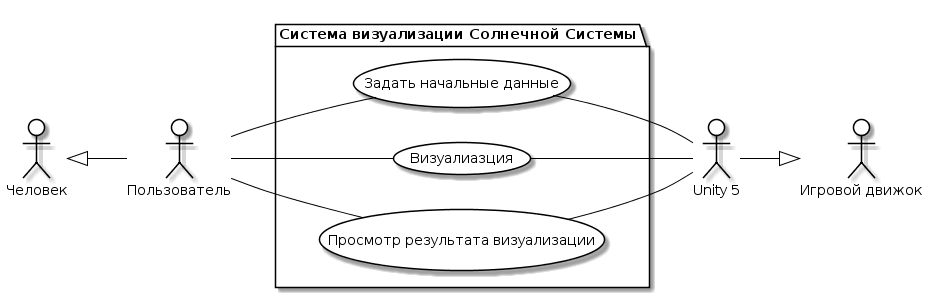 Система визуализации Солнечной Системы
Задать начальные данные
Визуалиазция
Человек
Пользователь
Unity 5
Игровой движок
Просмотр результата визуализации